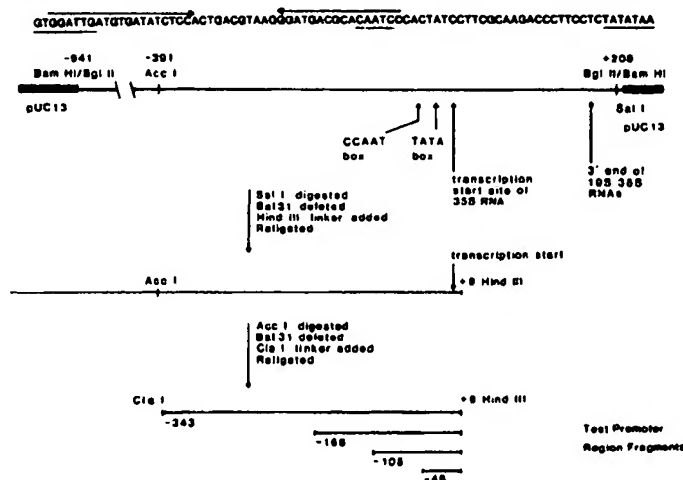 GTGGATTGATGTGATATCTCCACTGACGTAAGGGATGACGCACAATCCCACTATCCTTCGCAAGACCCTTCCTCTATATAA
-941 -391 +208
Bam HI/Bgl II Acc I Bgl II/Bam HI
pUC13 Sal I
pUC13
CCAAT TATA
box box
transcription
start site of
35S RNA
3' end of
19S 35S
RNAs
Sal I digested
Bal31 deleted
Hind III linker added
Religated
transcription start
Acc I +9 Hind III
Acc I digested
Bal31 deleted
Cla I linker added
Religated
Cla I +9 Hind III
-343
Test Promoter
-168
Region Fragments
-105
-46